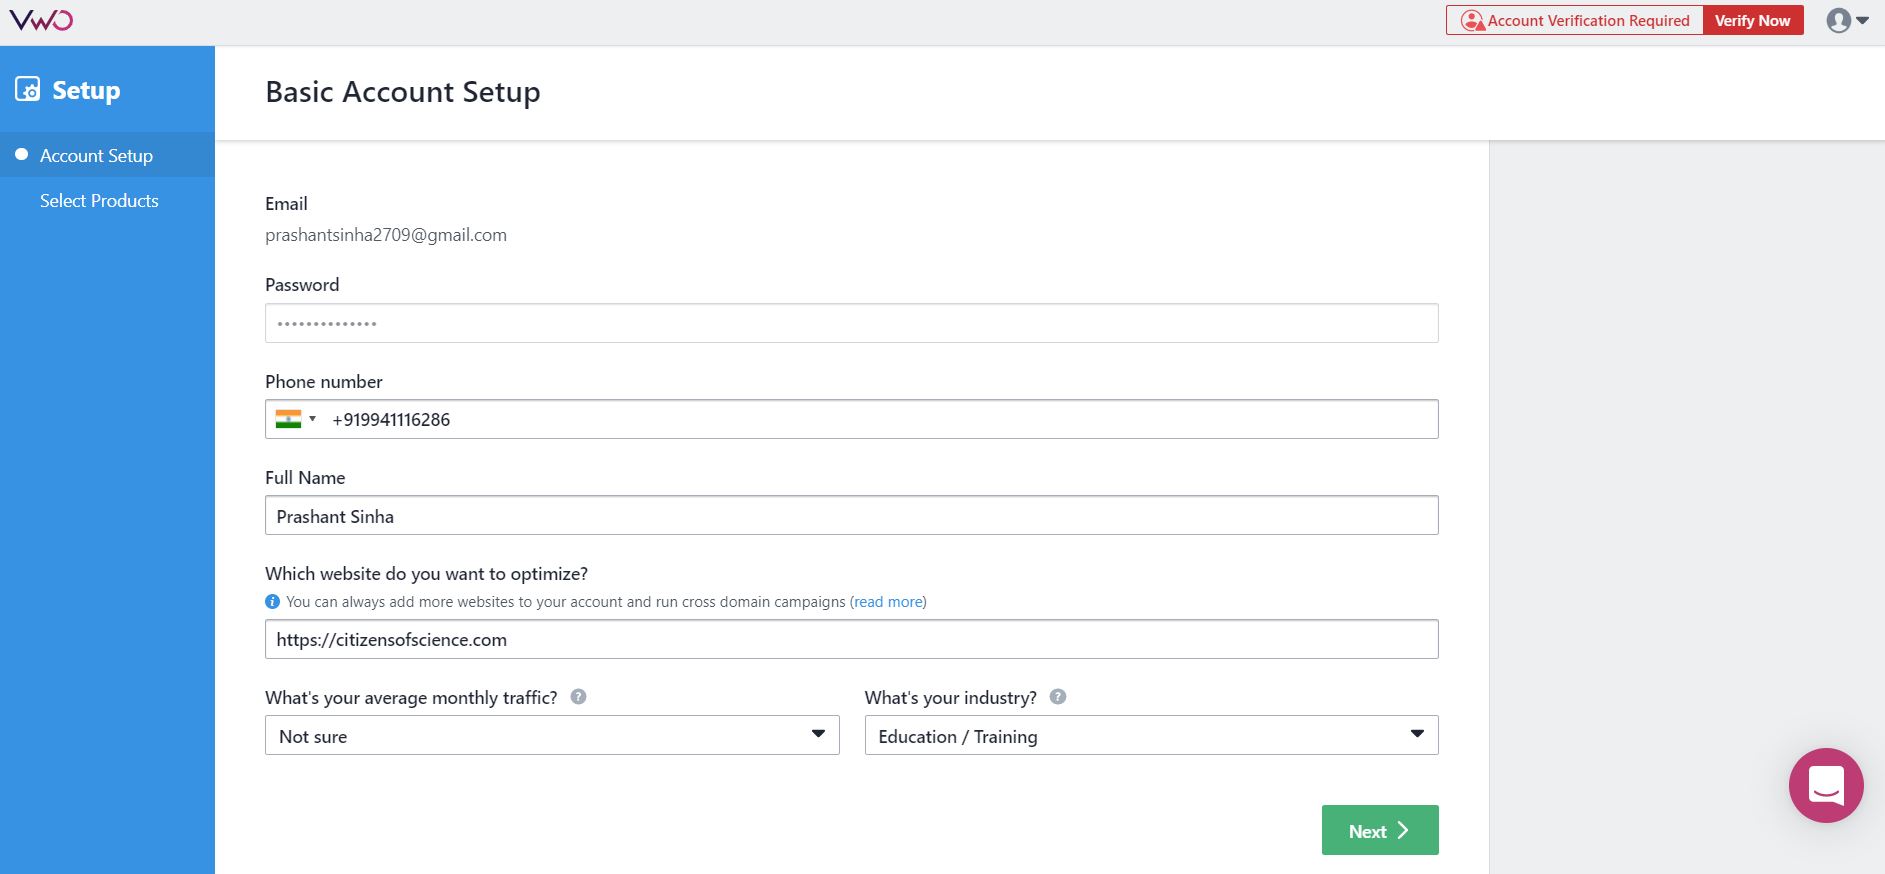 VWO
Account Verification Required
Verify Now
Setup
Account Setup
Select Products
Basic Account Setup
Email
prashantsinha2709@gmail.com
Password
••••••••••••••
Phone number
+919941116286
Full Name
Prashant Sinha
Which website do you want to optimize?
You can always add more websites to your account and run cross domain campaigns (read more)
https://citizensofscience.com
What's your average monthly traffic?
What's your industry?
Not sure
Education / Training
Next